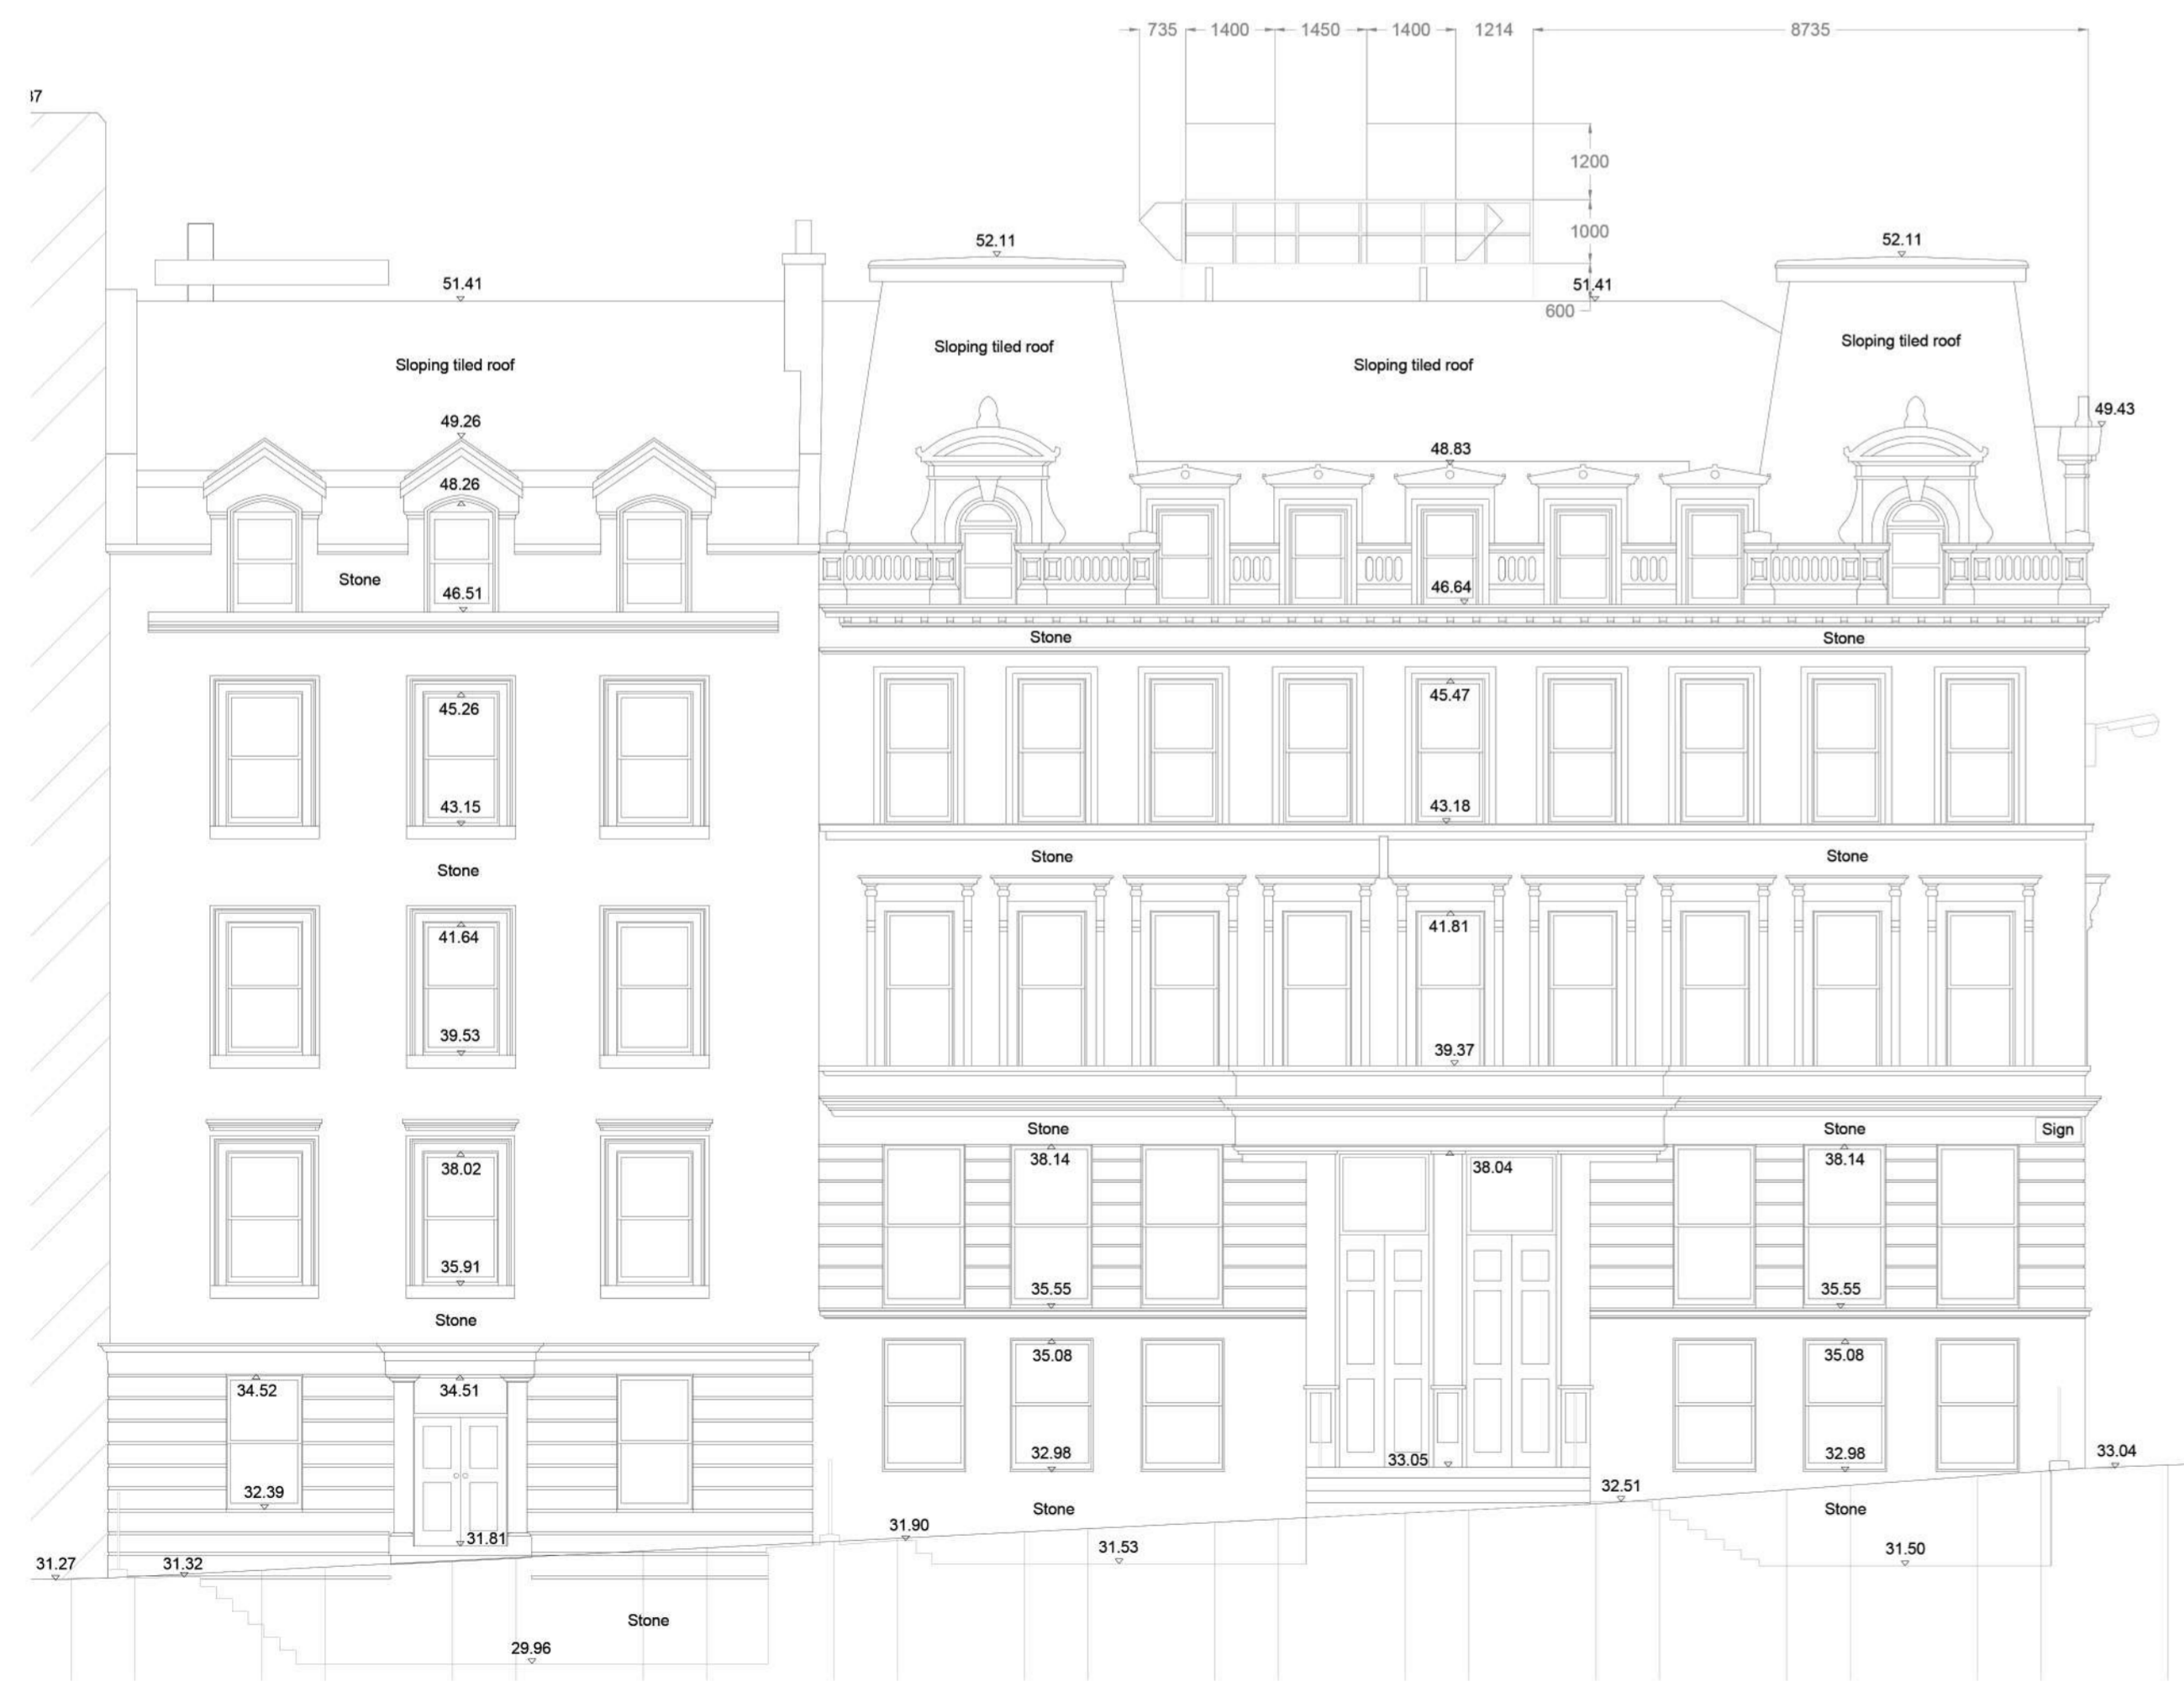 735 1400 1450 1400 1214 8735
37
1200
1000
52.11 52.11
51.41 51.41
600
Sloping tiled roof Sloping tiled roof
Sloping tiled roof Sloping tiled roof
49.43
49.26
48.83
48.26
Stone
46.51 46.64
Stone Stone
45.26 45.47
43.15 43.18
Stone Stone Stone
41.64 41.81
39.53
39.37
Stone Stone Sign
38.02 38.14 38.04 38.14
35.91
35.55 35.55
Stone
35.08 35.08
34.52 34.51
32.98 33.05 32.98 33.04
32.39 32.51
Stone Stone
31.81 31.90
31.27 31.32 31.53 31.50
Stone
29.96